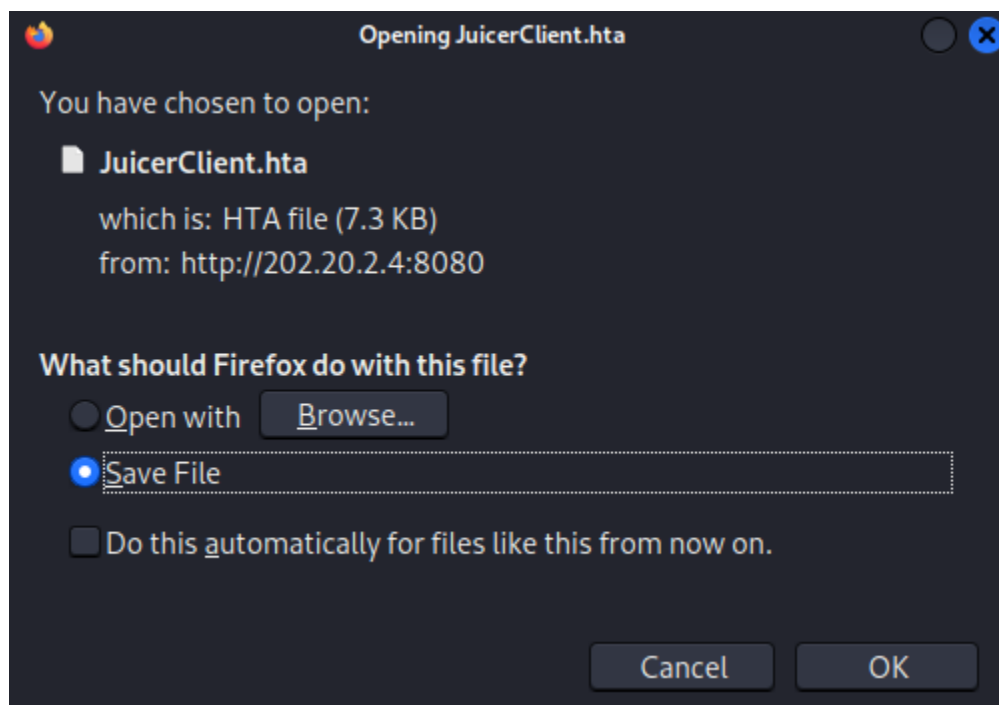 Opening JuicerClient.hta
You have chosen to open:
JuicerClient.hta
which is: HTA file (7.3 KB)
from: http://202.20.2.4:8080
What should Firefox do with this file?
Open with Browse...
Save File
Do this automatically for files like this from now on.
Cancel OK